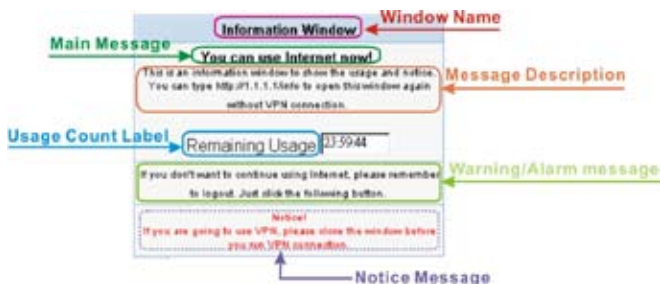 Information Window
Window Name
Main Message
You can use Internet now!
This is an information window to show the usage and notice.
You can type http://1.1.1.1/info to open this window again
without VPN connection.
Message Description
Usage Count Label
Remaining Usage 23:59:44
If you don't want to continue using Internet, please remember
to logout. Just click the following button.
Warning/Alarm message
Notice!
If you are going to use VPN, please close the window before
you run VPN connection.
Notice Message